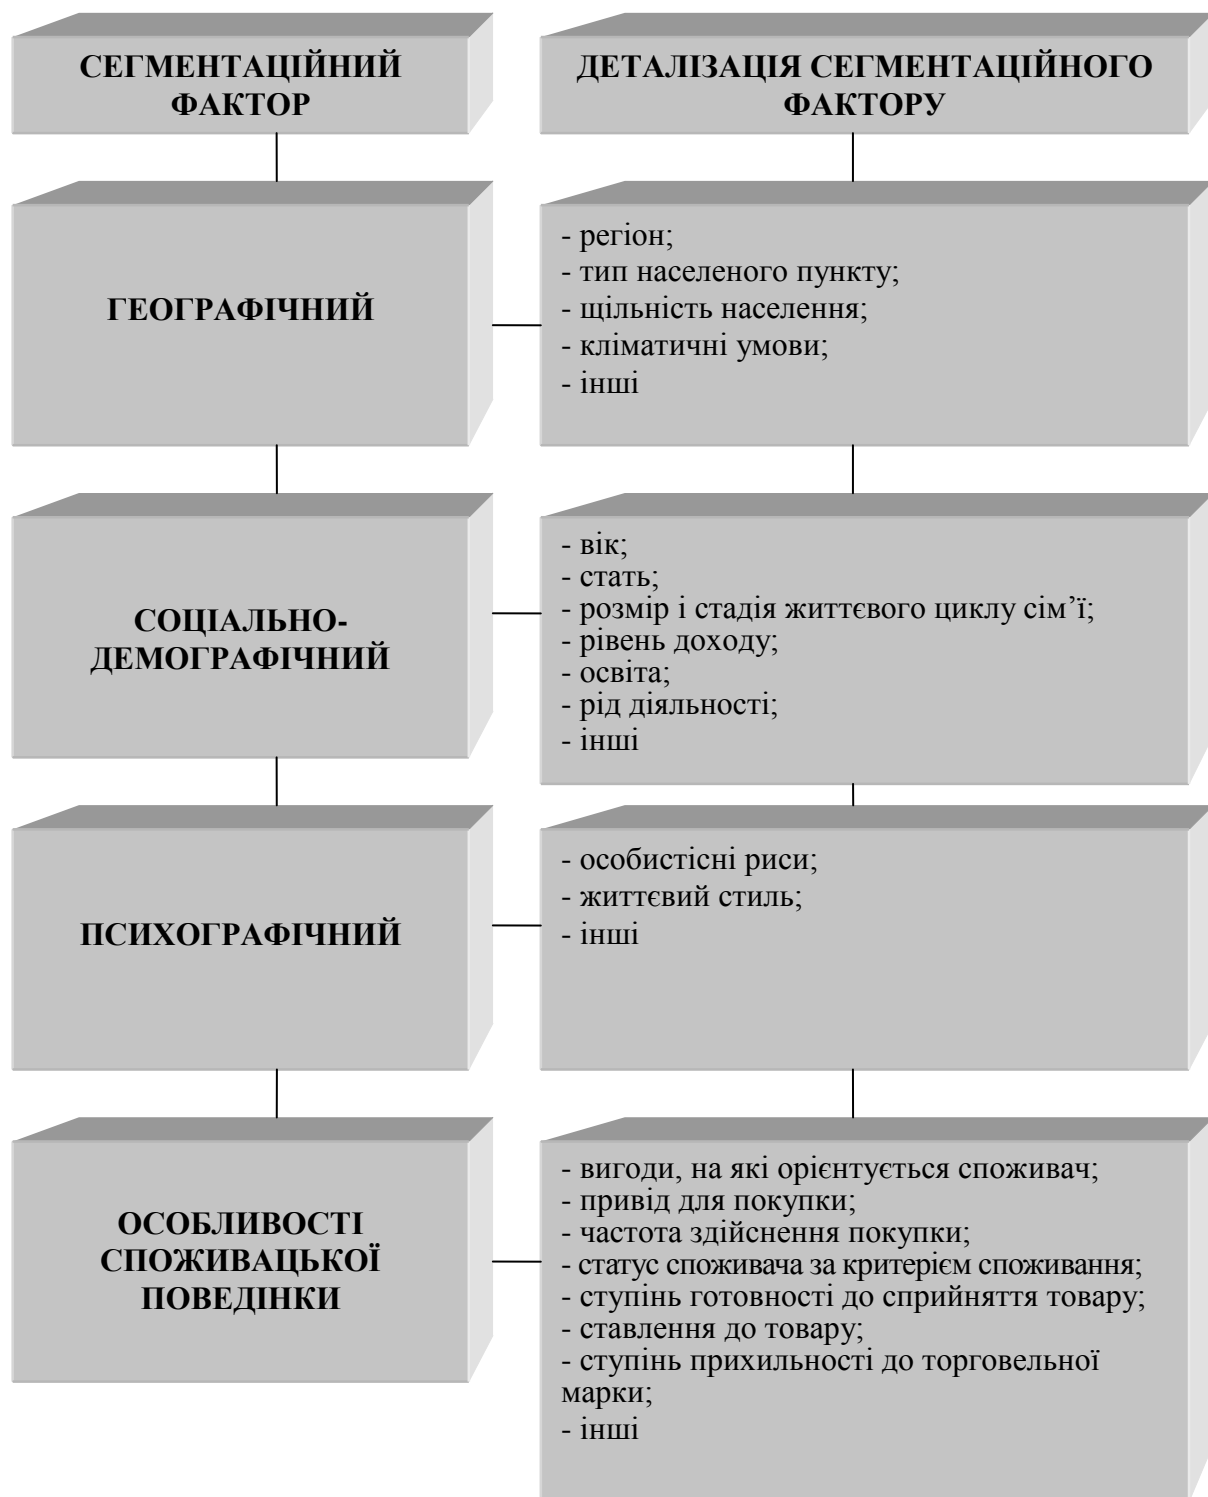 СЕГМЕНТАЦІЙНИЙ
ФАКТОР
ДЕТАЛІЗАЦІЯ СЕГМЕНТАЦІЙНОГО
ФАКТОРУ
ГЕОГРАФІЧНИЙ
- регіон;
- тип населеного пункту;
- щільність населення;
- кліматичні умови;
- інші
СОЦІАЛЬНО-
ДЕМОГРАФІЧНИЙ
- вік;
- стать;
- розмір і стадія життєвого циклу сім’ї;
- рівень доходу;
- освіта;
- рід діяльності;
- інші
ПСИХОГРАФІЧНИЙ
- особистісні риси;
- життєвий стиль;
- інші
ОСОБЛИВОСТІ
СПОЖИВАЦЬКОЇ
ПОВЕДІНКИ
- вигоди, на які орієнтується споживач;
- привід для покупки;
- частота здійснення покупки;
- статус споживача за критерієм споживання;
- ступінь готовності до сприйняття товару;
- ставлення до товару;
- ступінь прихильності до торговельної
марки;
- інші